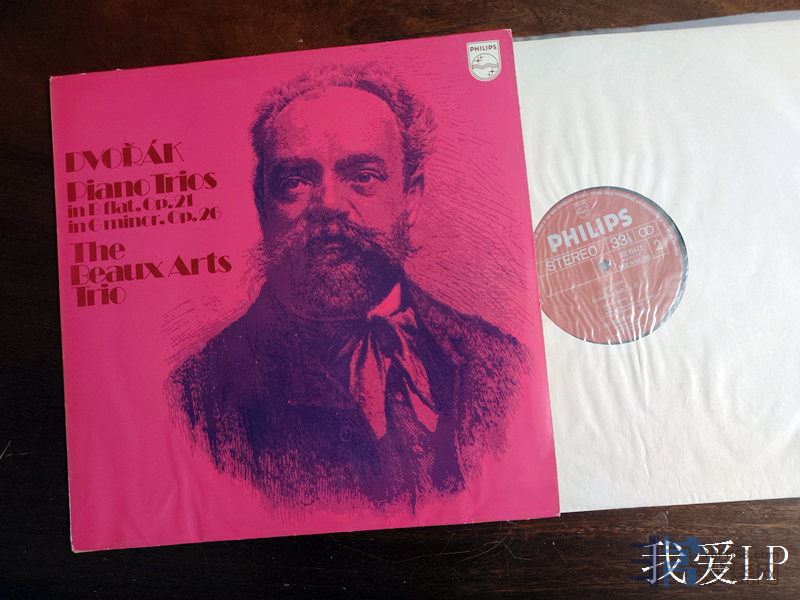 PHILIPS
DVOŘÁK
Piano Trios
in B flat, Op. 21
in G minor, Op. 26
The
Beaux Arts
Trio
PHILIPS
STEREO 33⅓ 2
我爱LP